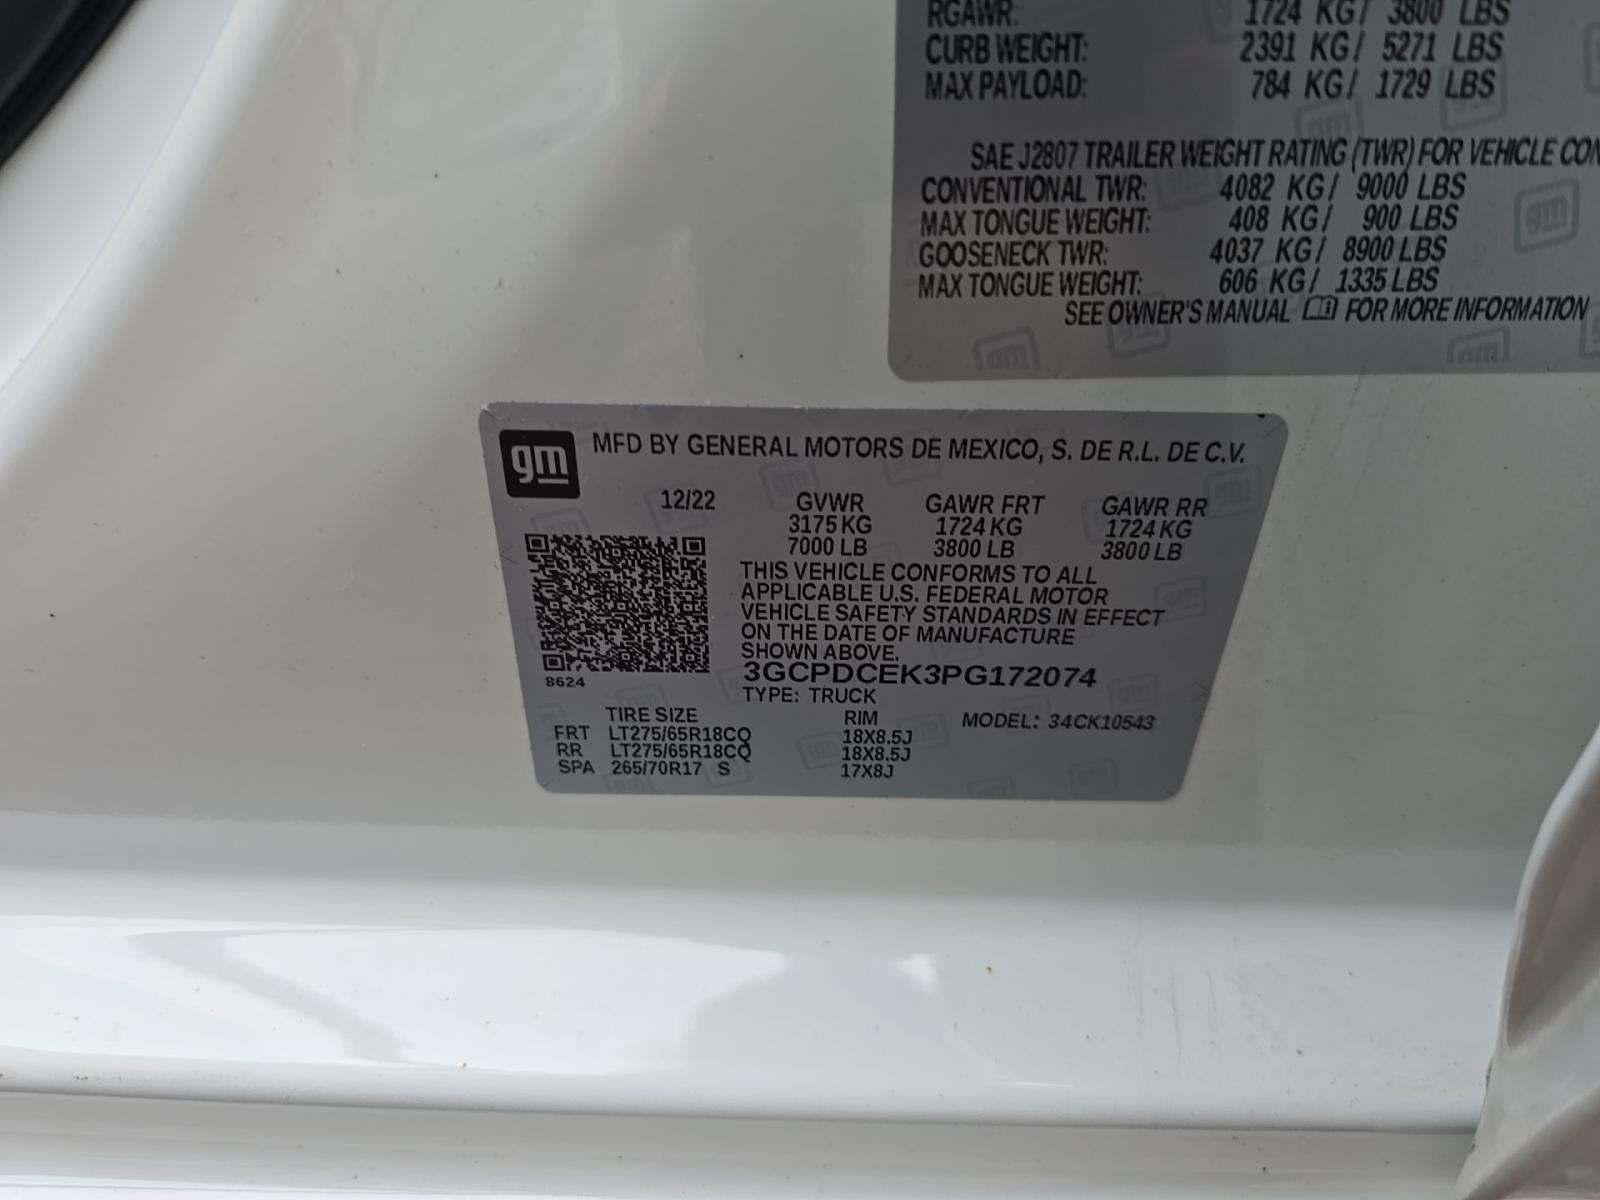 RGAWR: 1724 KG/ 3800 LBS
CURB WEIGHT: 2391 KG/ 5271 LBS
MAX PAYLOAD: 784 KG/ 1729 LBS
SAE J2807 TRAILER WEIGHT RATING (TWR) FOR VEHICLE CON
CONVENTIONAL TWR: 4082 KG/ 9000 LBS
MAX TONGUE WEIGHT: 408 KG/ 900 LBS
GOOSENECK TWR: 4037 KG/ 8900 LBS
MAX TONGUE WEIGHT: 606 KG/ 1335 LBS
SEE OWNER'S MANUAL FOR MORE INFORMATION
gm MFD BY GENERAL MOTORS DE MEXICO, S. DE R.L. DE C.V.
12/22 GVWR GAWR FRT GAWR RR
3175 KG 1724 KG 1724 KG
7000 LB 3800 LB 3800 LB
THIS VEHICLE CONFORMS TO ALL
APPLICABLE U.S. FEDERAL MOTOR
VEHICLE SAFETY STANDARDS IN EFFECT
ON THE DATE OF MANUFACTURE
SHOWN ABOVE.
3GCPDCEK3PG172074
8624
TYPE: TRUCK
TIRE SIZE RIM MODEL: 34CK10543
FRT LT275/65R18CQ 18X8.5J
RR LT275/65R18CQ 18X8.5J
SPA 265/70R17 S 17X8J